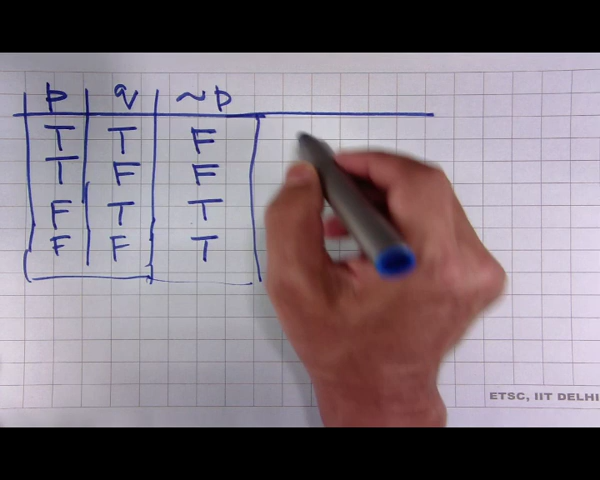 p q ~p
T T F
T F F
F T T
F F T
ETSC, IIT DELHI